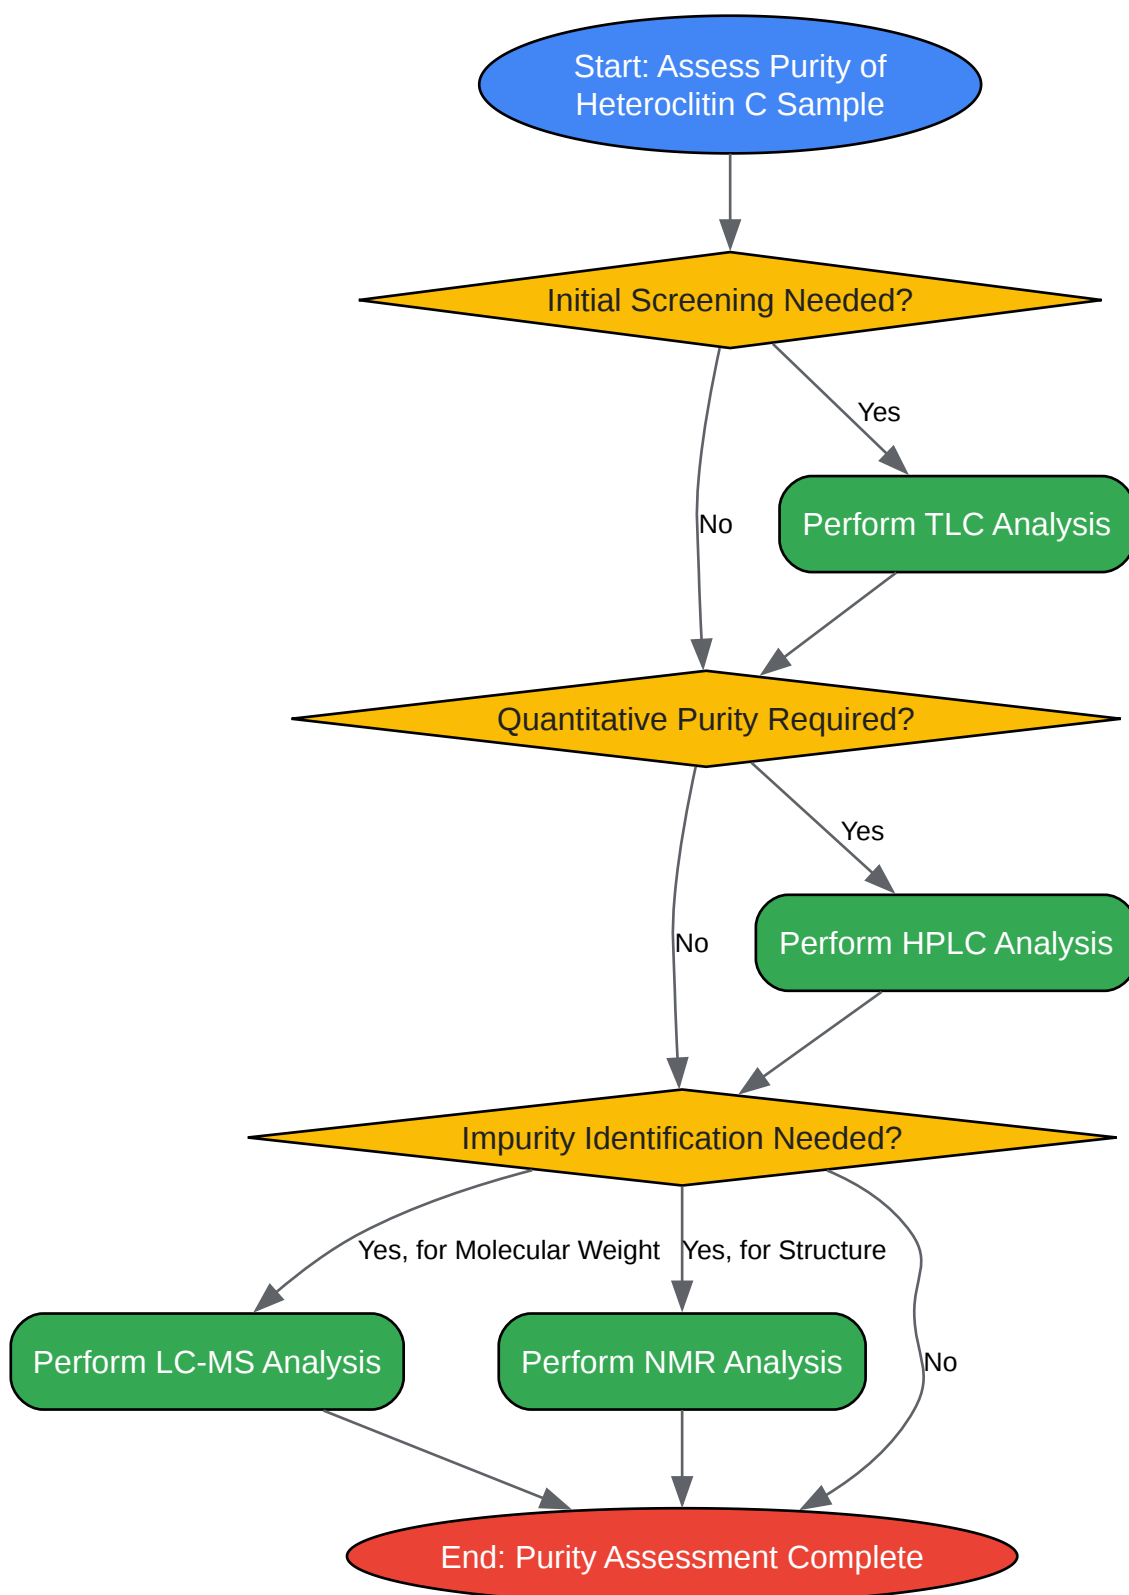 Start: Assess Purity of
Heteroclitin C Sample
Initial Screening Needed?
Yes
No
Perform TLC Analysis
Quantitative Purity Required?
Yes
No
Perform HPLC Analysis
Impurity Identification Needed?
Yes, for Molecular Weight
Yes, for Structure
Perform LC-MS Analysis
Perform NMR Analysis
No
End: Purity Assessment Complete